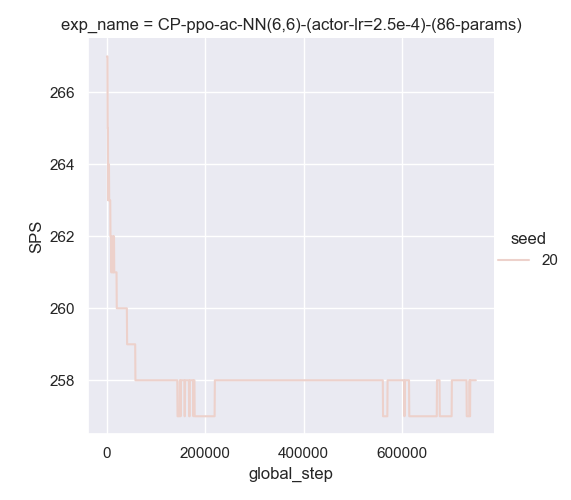 exp_name = CP-ppo-ac-NN(6,6)-(actor-lr=2.5e-4)-(86-params)
266
264
262
260
258
SPS
0
200000
400000
600000
global_step
seed
20